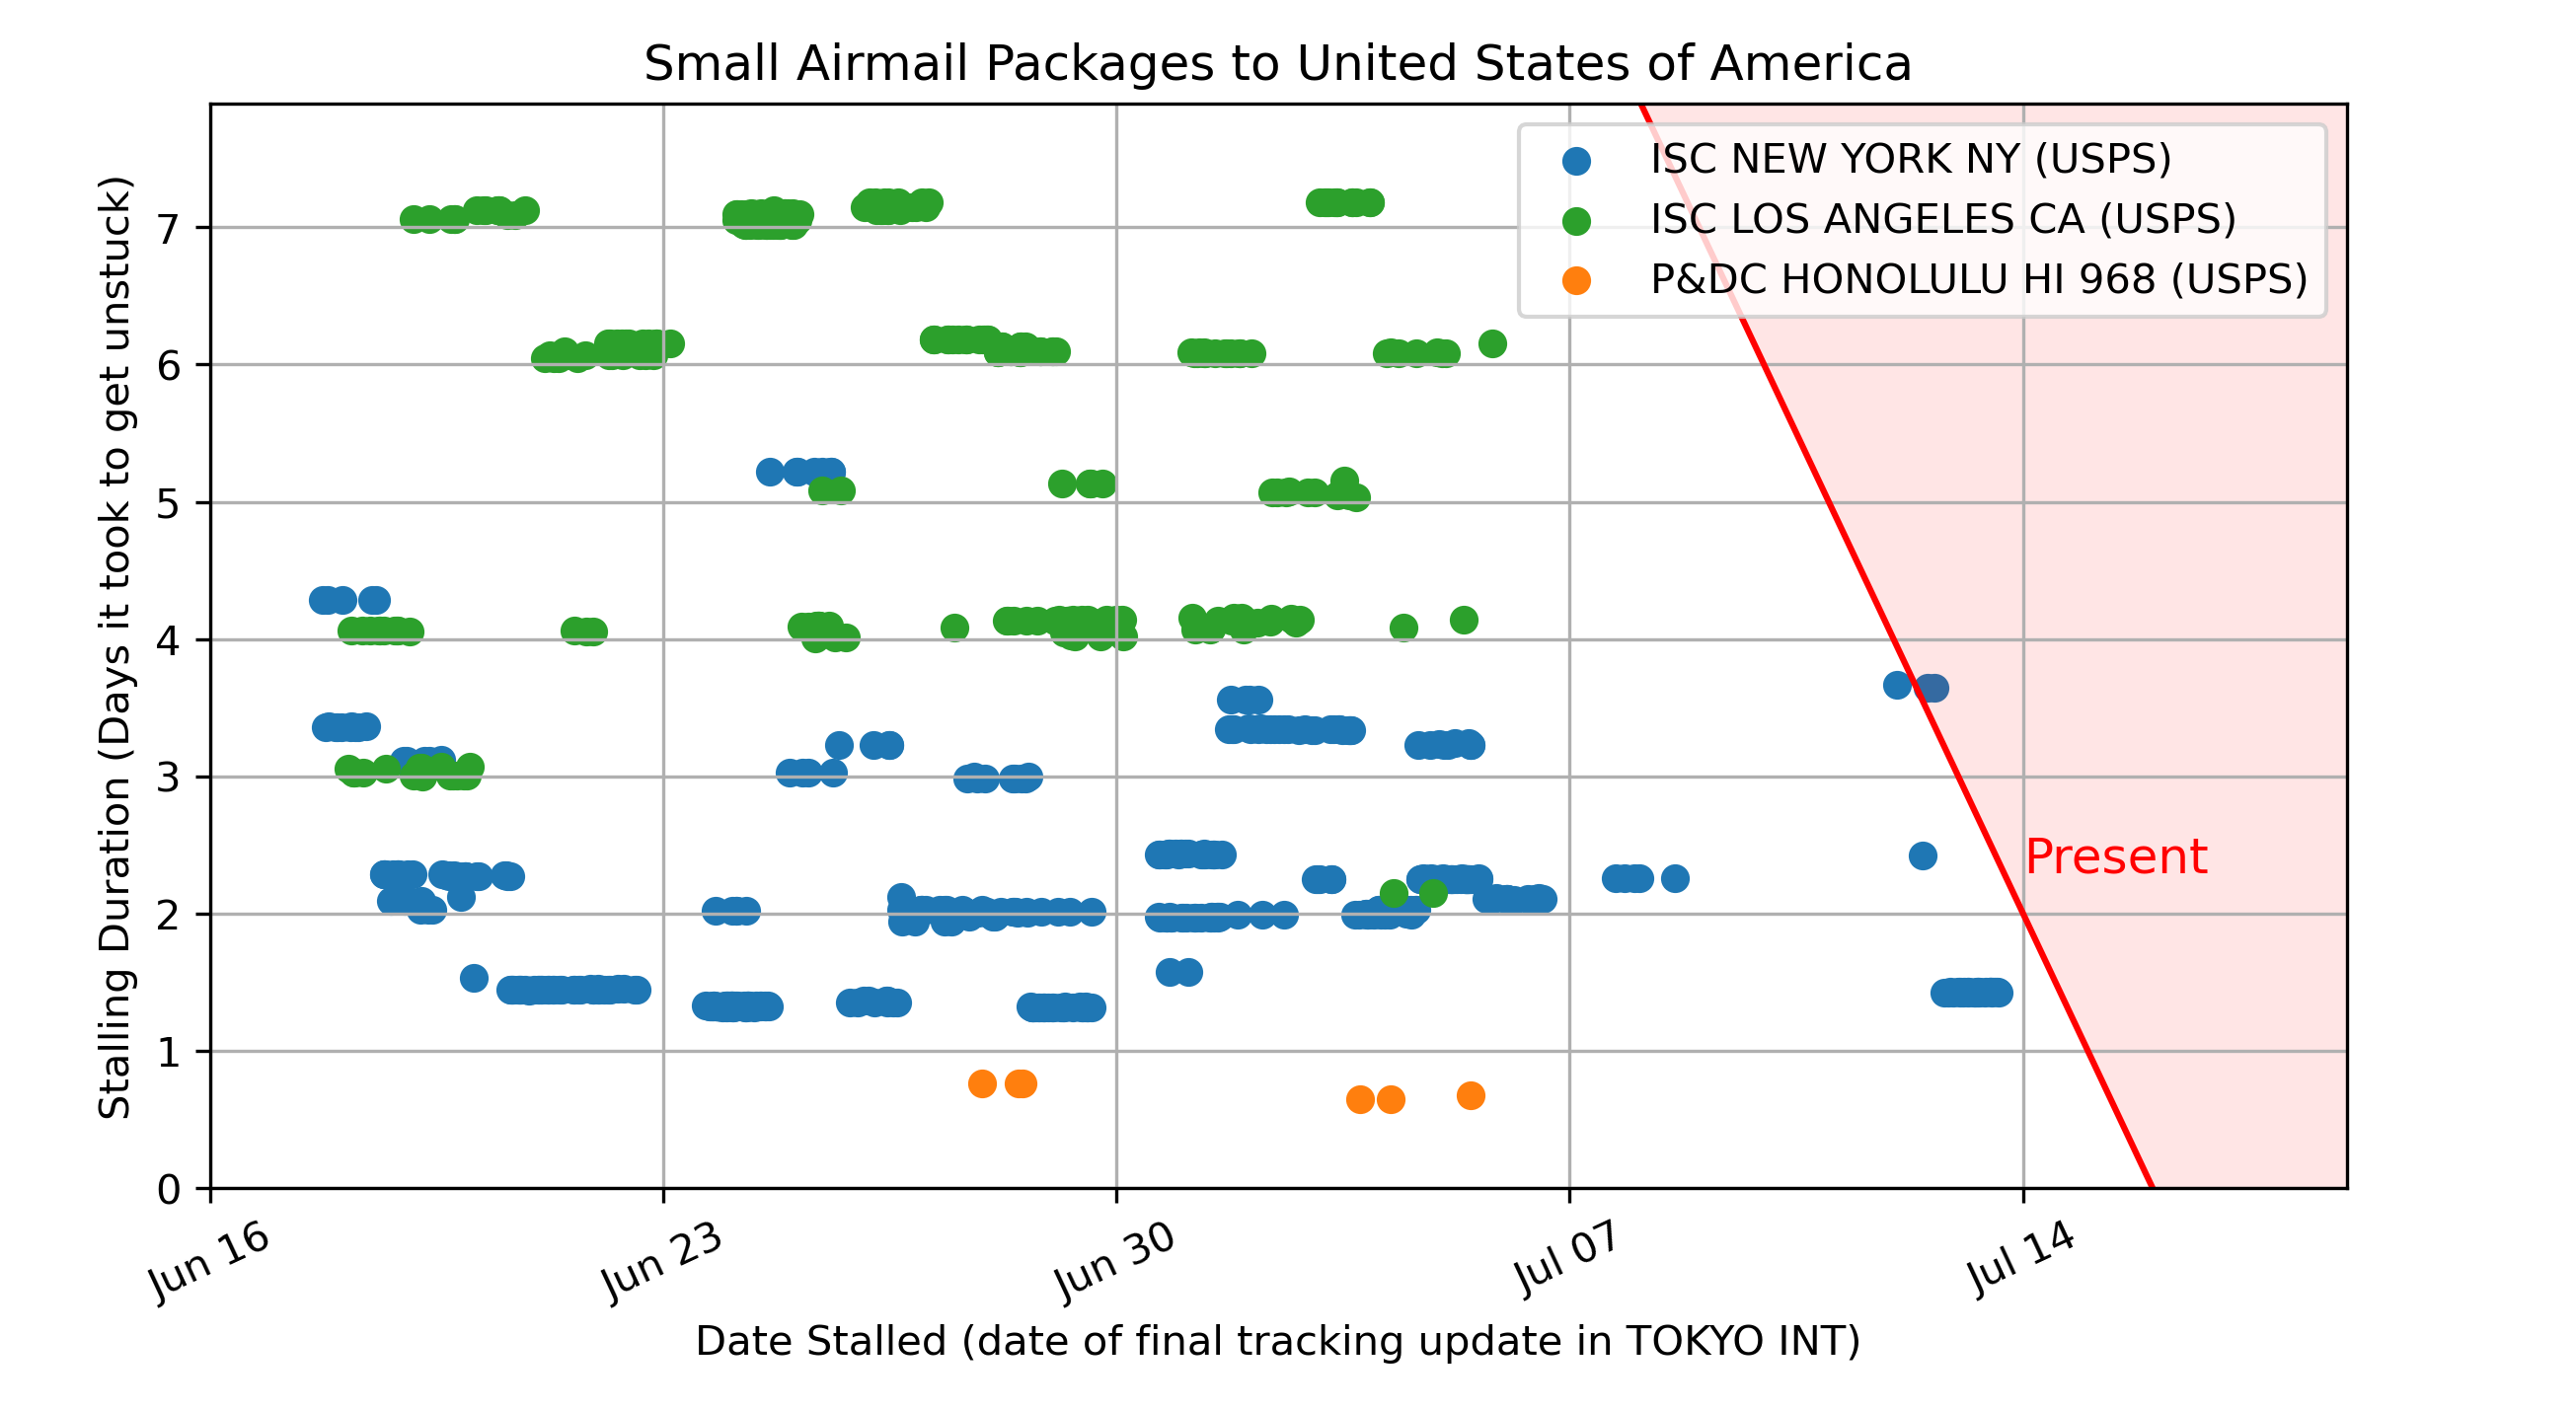 Small Airmail Packages to United States of America
Stalling Duration (Days it took to get unstuck)
7
6
5
4
3
2
1
0
ISC NEW YORK NY (USPS)
ISC LOS ANGELES CA (USPS)
P&DC HONOLULU HI 968 (USPS)
Present
Jun 16
Jun 23
Jun 30
Jul 07
Jul 14
Date Stalled (date of final tracking update in TOKYO INT)